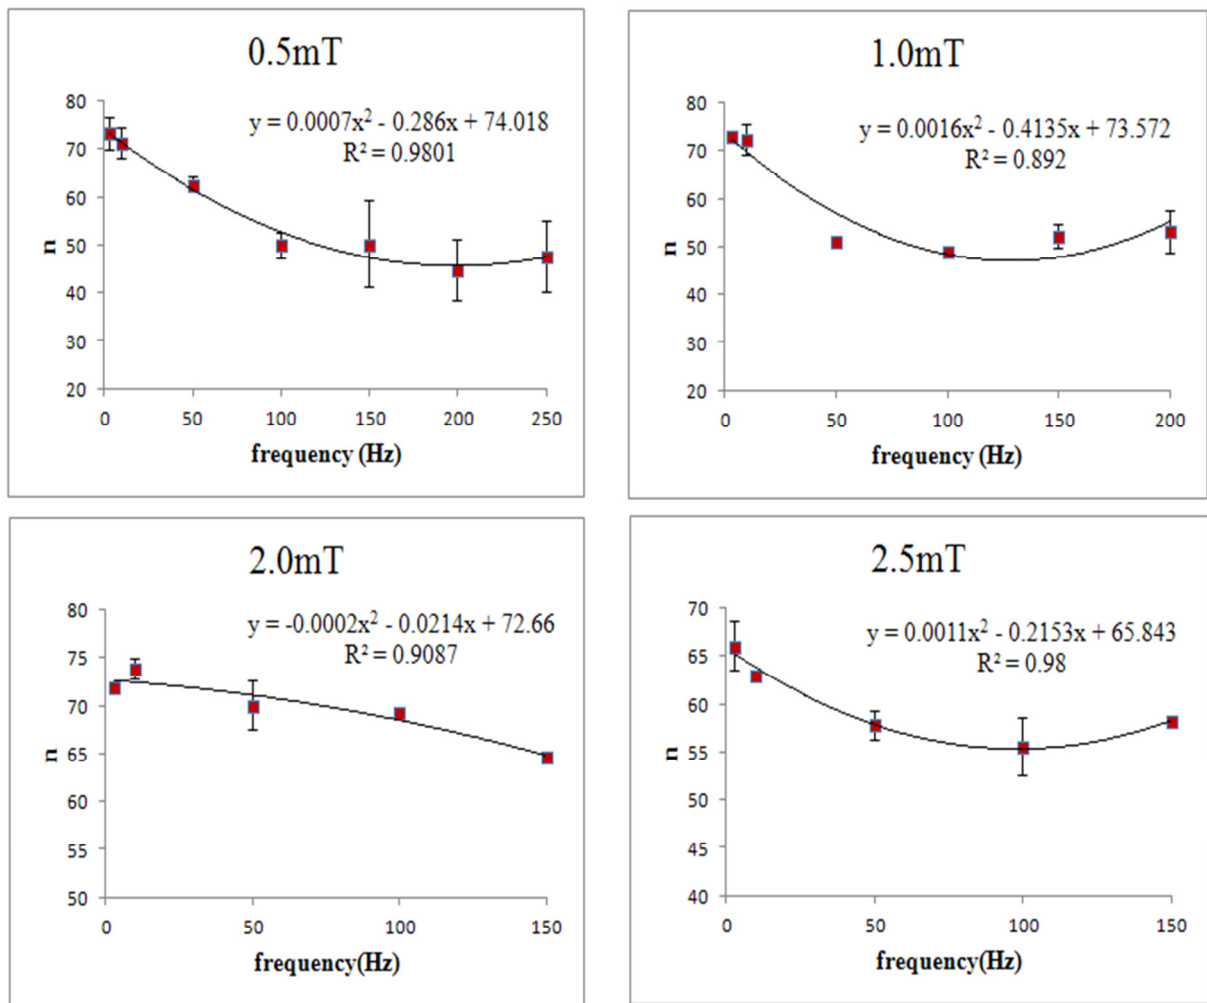 0.5mT
y = 0.0007x² - 0.286x + 74.018
R² = 0.9801
80
70
60
50
40
30
20
n
0 50 100 150 200 250
frequency (Hz)
1.0mT
y = 0.0016x² - 0.4135x + 73.572
R² = 0.892
80
70
60
50
40
30
20
n
0 50 100 150 200
frequency (Hz)
2.0mT
y = -0.0002x² - 0.0214x + 72.66
R² = 0.9087
80
75
70
65
60
55
50
n
0 50 100 150
frequency(Hz)
2.5mT
y = 0.0011x² - 0.2153x + 65.843
R² = 0.98
70
65
60
55
50
45
40
n
0 50 100 150
frequency(Hz)